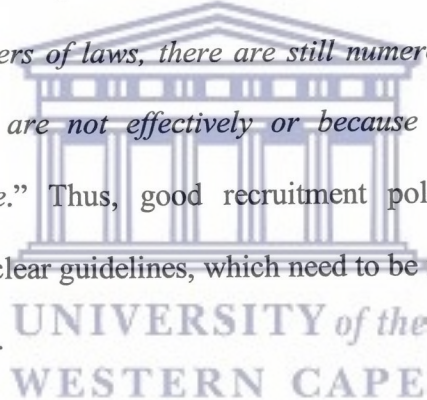 ers of laws, there are still numer
are not effectively or because
e.” Thus, good recruitment pol
clear guidelines, which need to be
UNIVERSITY of the
WESTERN CAPE